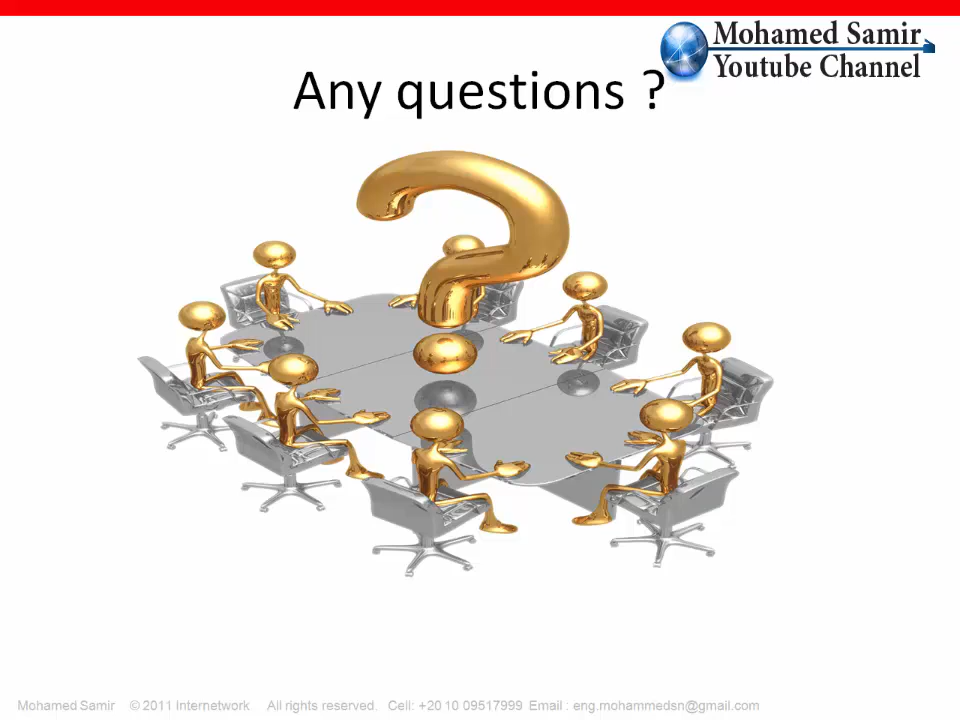 Mohamed Samir
Youtube Channel
Any questions ?
Mohamed Samir © 2011 Internetwork All rights reserved. Cell: +20 10 09517999 Email : eng.mohammedsn@gmail.com